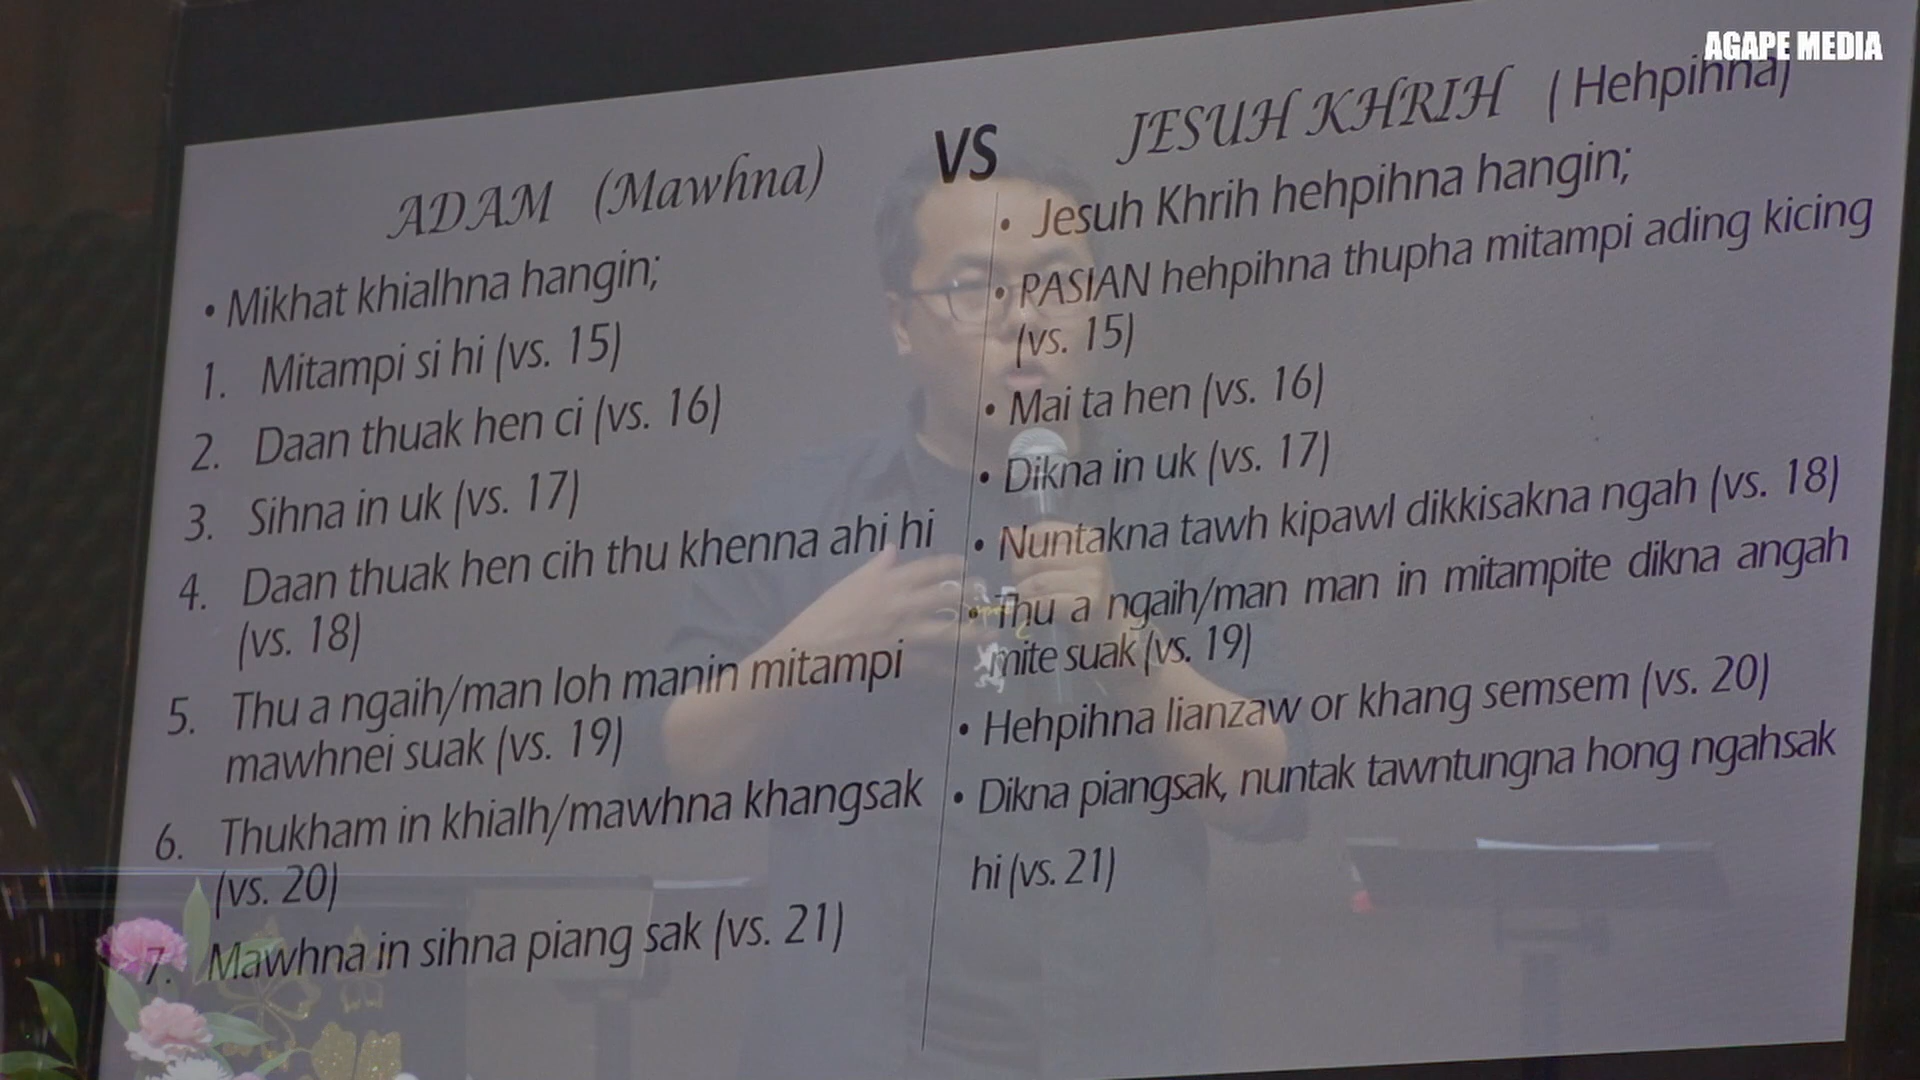 AGAPE MEDIA
ADAM (Mawhna)
VS
JESUH KHRIH ( Hehpihna)
• Mikhat khialhna hangin;
1. Mitampi si hi (vs. 15)
2. Daan thuak hen ci (vs. 16)
3. Sihna in uk (vs. 17)
4. Daan thuak hen cih thu khenna ahi hi
(vs. 18)
5. Thu a ngaih/man loh manin mitampi
mawhnei suak (vs. 19)
6. Thukham in khialh/mawhna khangsak
(vs. 20)
7. Mawhna in sihna piang sak (vs. 21)
• Jesuh Khrih hehpihna hangin;
• PASIAN hehpihna thupha mitampi ading kicing
(vs. 15)
• Mai ta hen (vs. 16)
• Dikna in uk (vs. 17)
• Nuntakna tawh kipawl dikkisakna ngah (vs. 18)
• Thu a ngaih/man man in mitampite dikna angah
mite suak (vs. 19)
• Hehpihna lianzaw or khang semsem (vs. 20)
• Dikna piangsak, nuntak tawntungna hong ngahsak
hi (vs. 21)